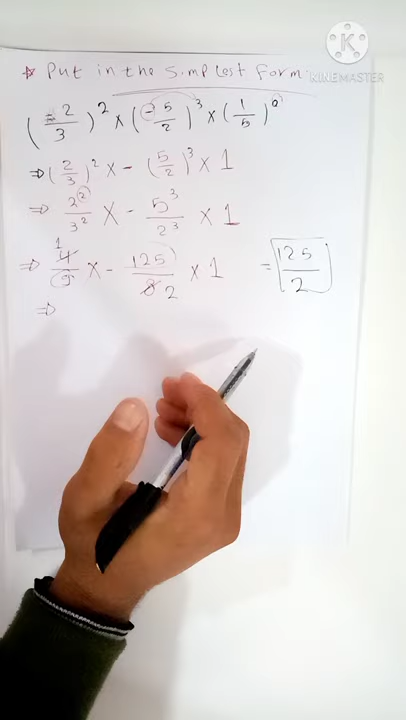 KINEMASTER
* Put in the simplest form.
(-2/3)^2 × (-5/2)^3 × (1/5)^0
⇒ (2/3)^2 × - (5/2)^3 × 1
⇒ 2^2/3^2 × - 5^3/2^3 × 1
⇒ 4/9 × - 125/8 × 1 = 125/2
1 2
⇒